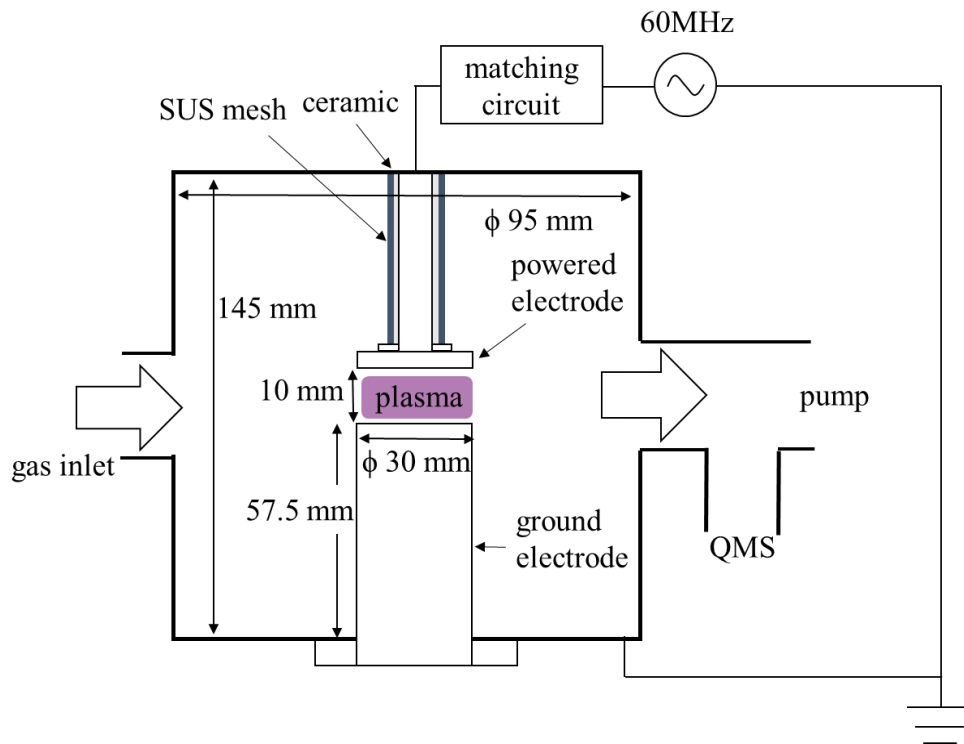 60MHz
matching
circuit
SUS mesh
ceramic
ϕ 95 mm
powered
electrode
145 mm
10 mm
plasma
pump
gas inlet
ϕ 30 mm
57.5 mm
ground
electrode
QMS